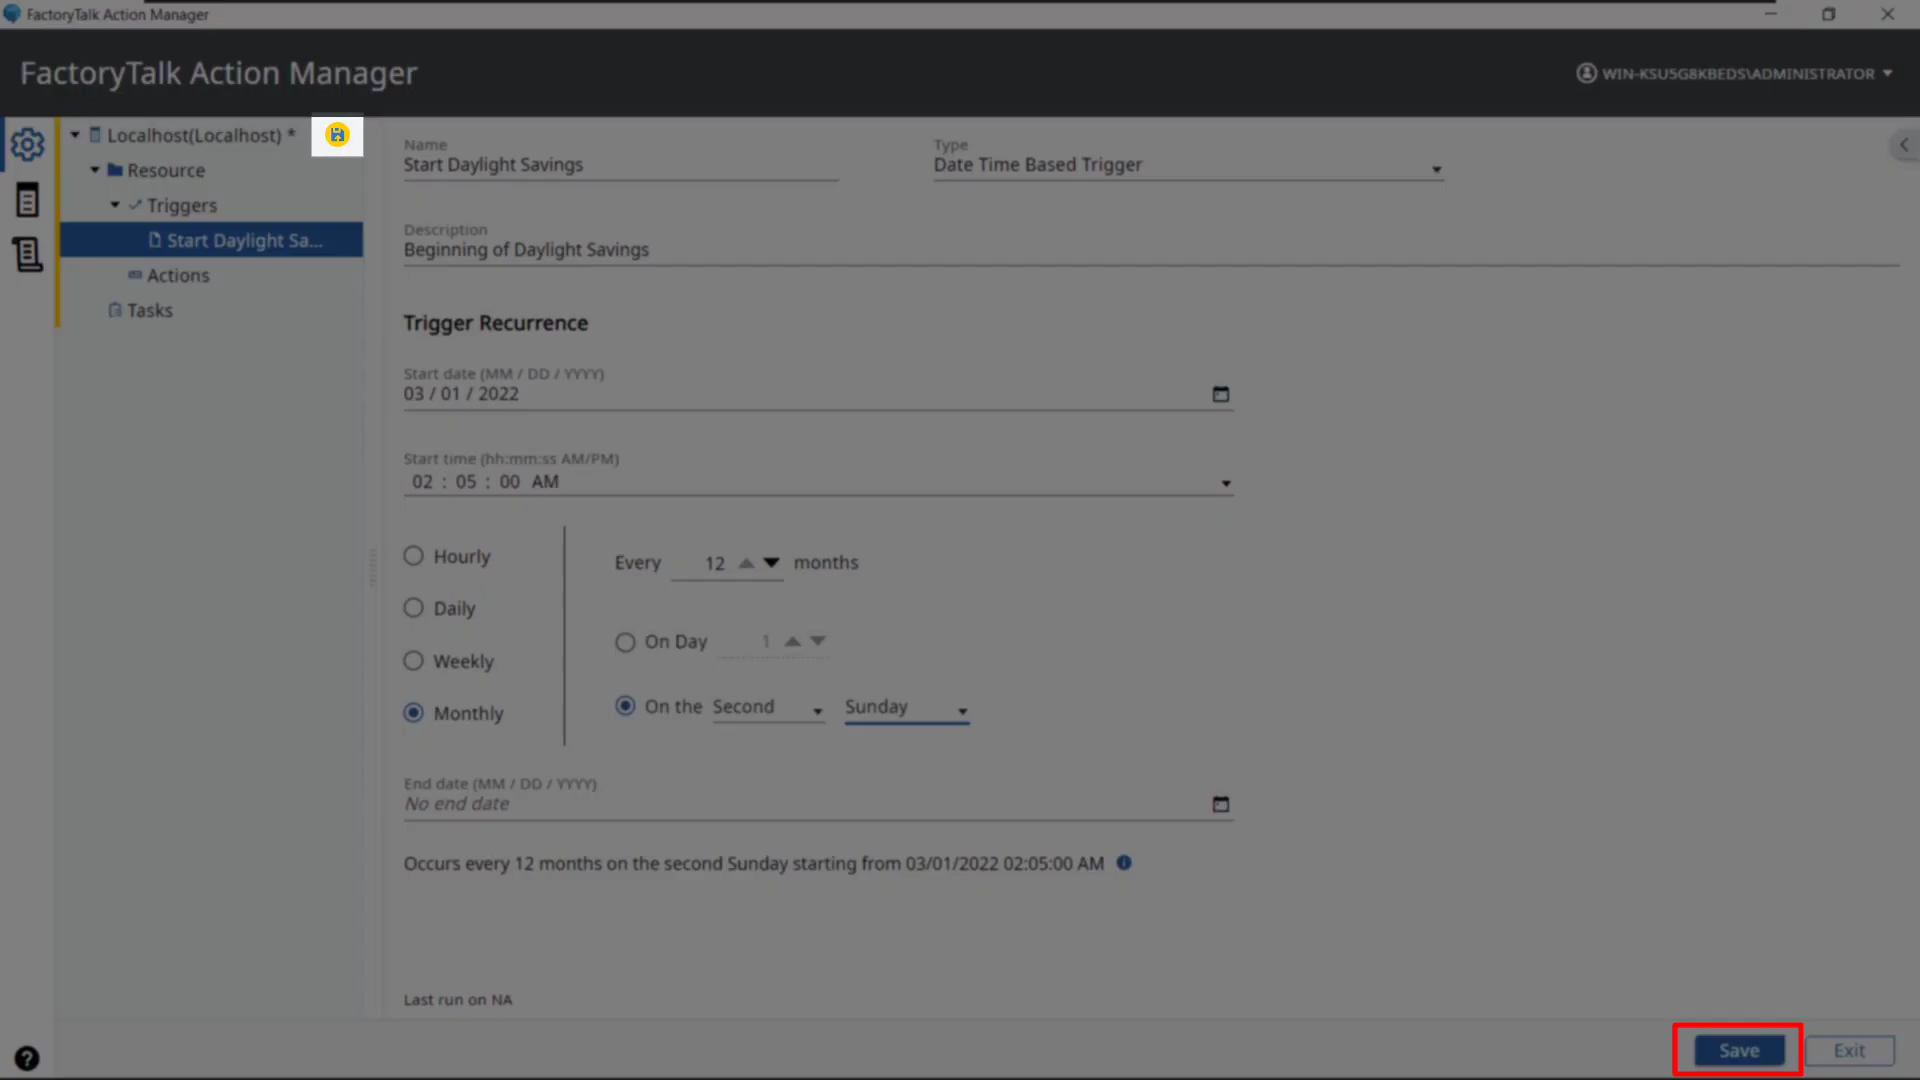 FactoryTalk Action Manager
FactoryTalk Action Manager
WIN-KSU5G8KBEDS\ADMINISTRATOR
Localhost(Localhost) *
Resource
Triggers
Start Daylight Sa...
Actions
Tasks
Name
Start Daylight Savings
Type
Date Time Based Trigger
Description
Beginning of Daylight Savings
Trigger Recurrence
Start date (MM / DD / YYYY)
03 / 01 / 2022
Start time (hh:mm:ss AM/PM)
02 : 05 : 00 AM
Hourly
Daily
Weekly
Monthly
Every 12 months
On Day 1
On the Second Sunday
End date (MM / DD / YYYY)
No end date
Occurs every 12 months on the second Sunday starting from 03/01/2022 02:05:00 AM
Last run on NA
Save
Exit